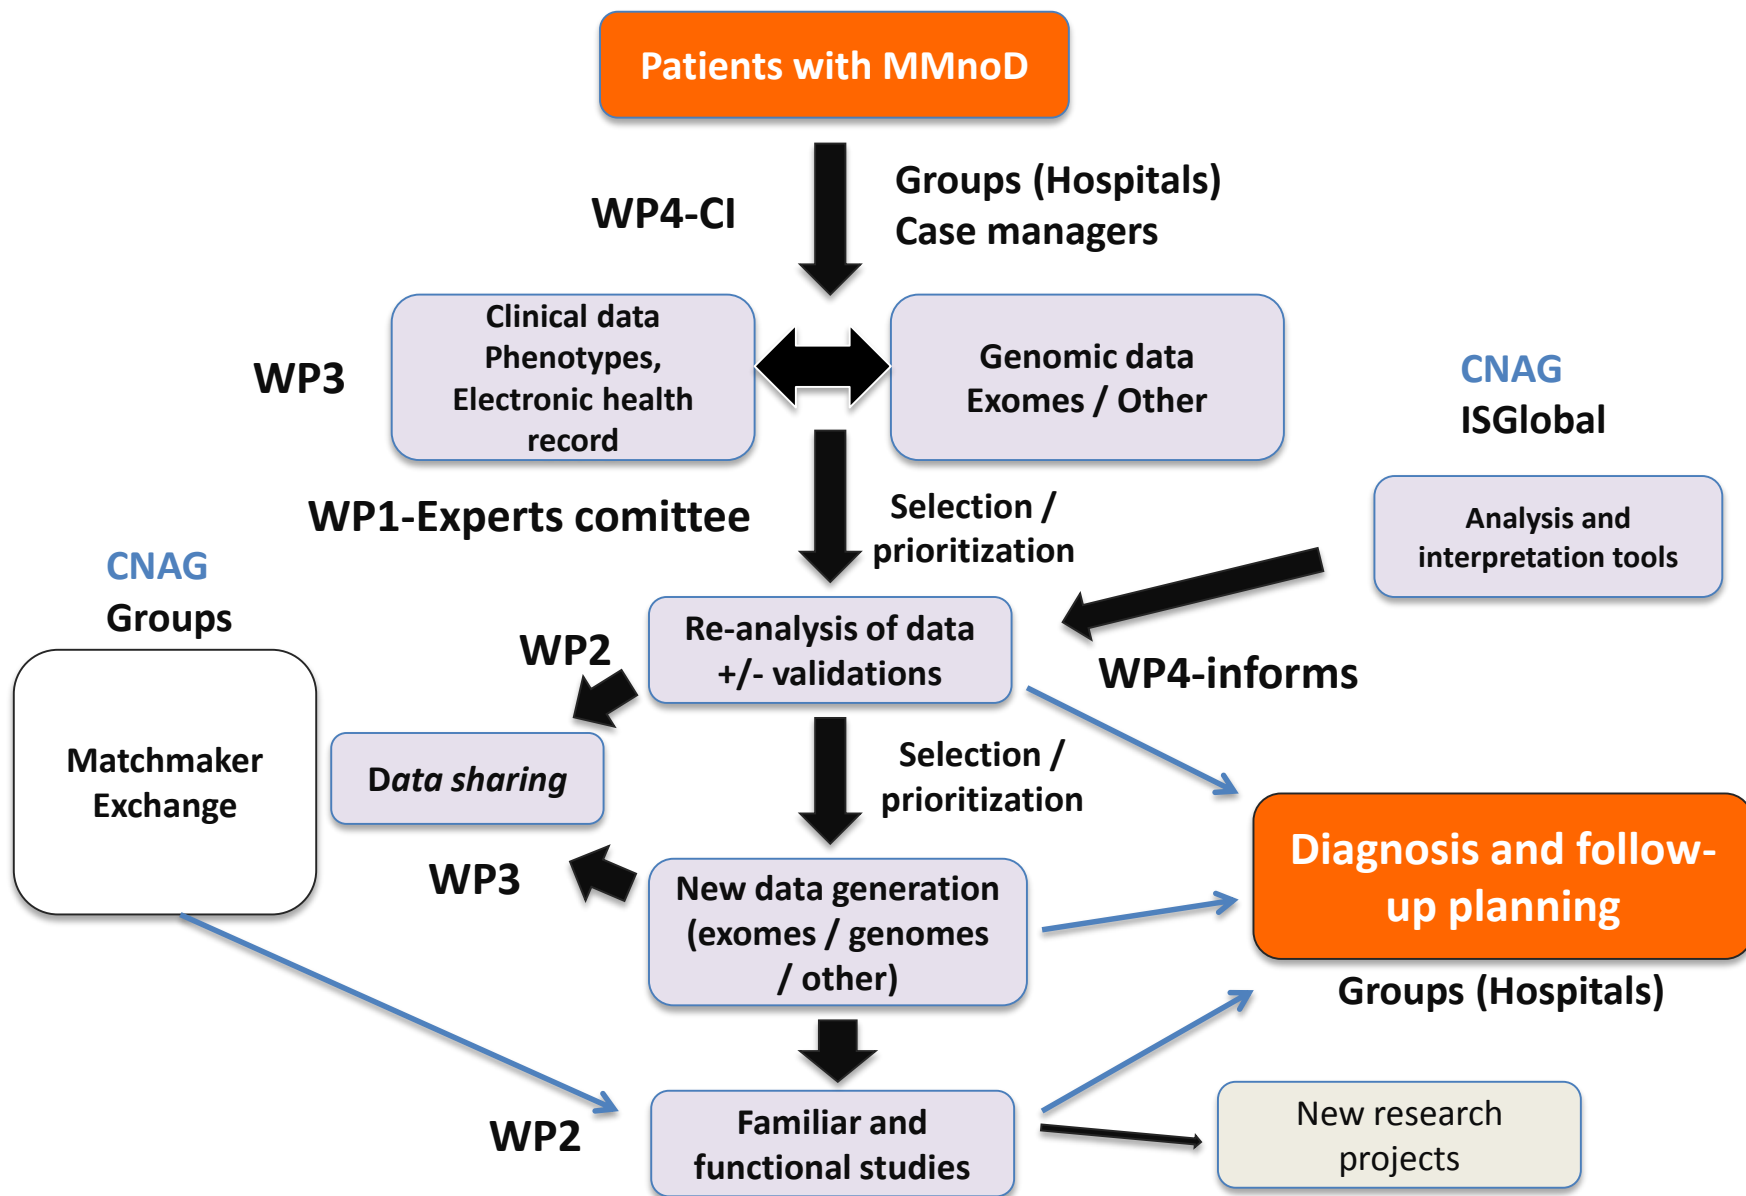 Patients with MMnoD
WP4-CI
Groups (Hospitals)
Case managers
WP3
Clinical data
Phenotypes,
Electronic health
record
Genomic data
Exomes / Other
CNAG
ISGlobal
WP1-Experts comittee
Selection /
prioritization
Analysis and
interpretation tools
CNAG
Groups
WP2
Re-analysis of data
+/- validations
WP4-informs
Matchmaker
Exchange
Data sharing
Selection /
prioritization
WP3
New data generation
(exomes / genomes
/ other)
Diagnosis and follow-
up planning
Groups (Hospitals)
WP2
Familiar and
functional studies
New research
projects